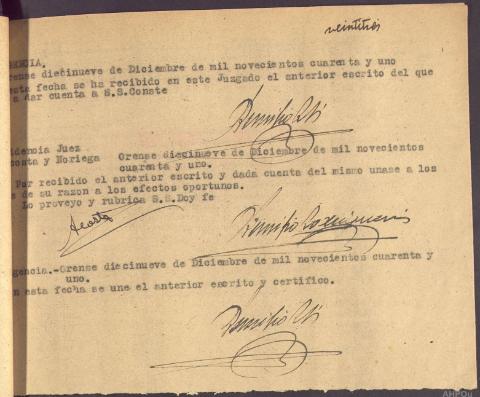 veintitrés
ENCIA.
rense diecinueve de Diciembre de mil novecientos cuarenta y uno
esta fecha se ha recibido en este Juzgado el anterior escrito del que
a dar cuenta a S.S.Conste
idencia Juez
costa y Noriega Orense diecinueve de Diciembre de mil novecientos
cuarenta y uno.
Por recibido el anterior escrito y dada cuenta del mismo unase a los
s de su razon a los efectos oportunos.
Lo proveyo y rubrica S.S.Doy fe
Acosta
igencia.-Orense diecinueve de Diciembre de mil novecientos cuarenta y
uno.
n esta fecha se une el anterior escrito y certifico.
AHPOu